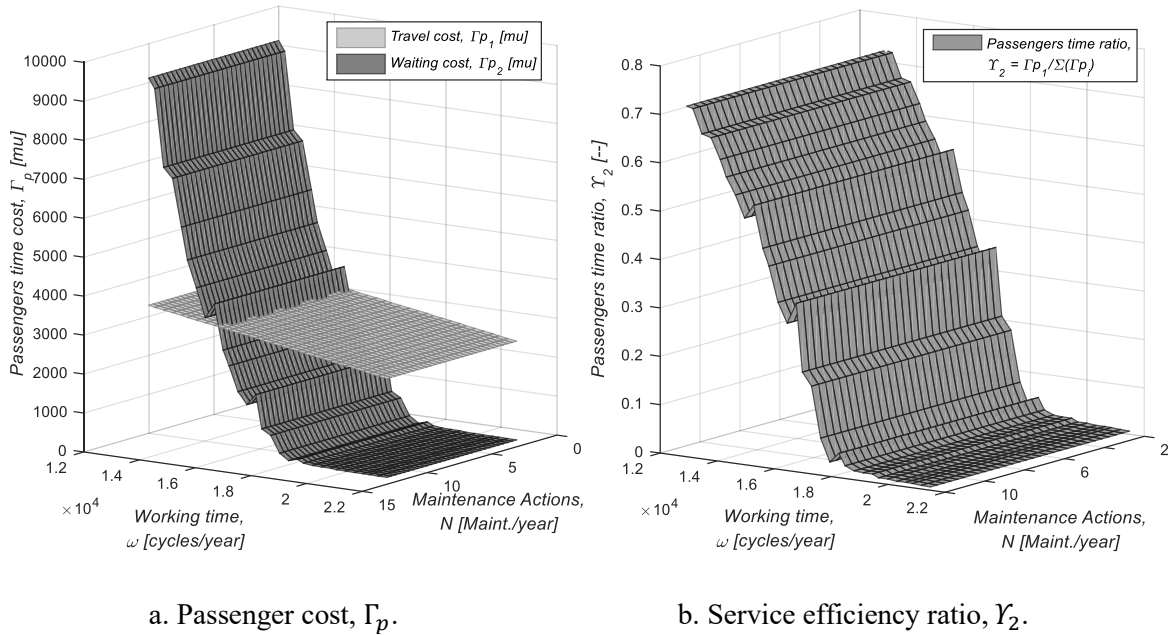 Travel cost, Γp₁ [mu]
Waiting cost, Γp₂ [mu]
10000
9000
8000
7000
6000
5000
4000
3000
2000
1000
0
Passengers time cost, Γp [mu]
1.2
1.4
1.6
1.8
2
2.2
× 10⁴
Working time,
ω [cycles/year]
15
10
5
0
Maintenance Actions,
N [Maint./year]
Passengers time ratio,
ϒ₂ = Γp₁/Σ(Γpᵢ)
0.8
0.7
0.6
0.5
0.4
0.3
0.2
0.1
0
Passengers time ratio, ϒ₂ [--]
1.2
1.4
1.6
1.8
2
2.2
× 10⁴
Working time,
ω [cycles/year]
10
6
2
Maintenance Actions,
N [Maint./year]
a. Passenger cost, Γₚ.
b. Service efficiency ratio, ϒ₂.